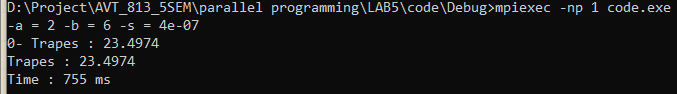 D:\Project\AVT_813_5SEM\parallel programming\LAB5\code\Debug>mpiexec -np 1 code.exe
-a = 2 -b = 6 -s = 4e-07
0- Trapes : 23.4974
Trapes : 23.4974
Time : 755 ms